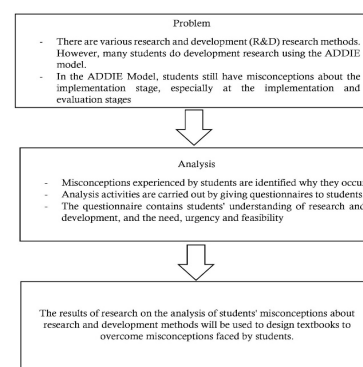 Problem
- There are various research and development (R&D) research methods.
However, many students do development research using the ADDIE
model.
- In the ADDIE Model, students still have misconceptions about the
implementation stage, especially at the implementation and
evaluation stages
Analysis
- Misconceptions experienced by students are identified why they occur
- Analysis activities are carried out by giving questionnaires to students
- The questionnaire contains students' understanding of research and
development, and the need, urgency and feasibility
The results of research on the analysis of students' misconceptions about
research and development methods will be used to design textbooks to
overcome misconceptions faced by students.